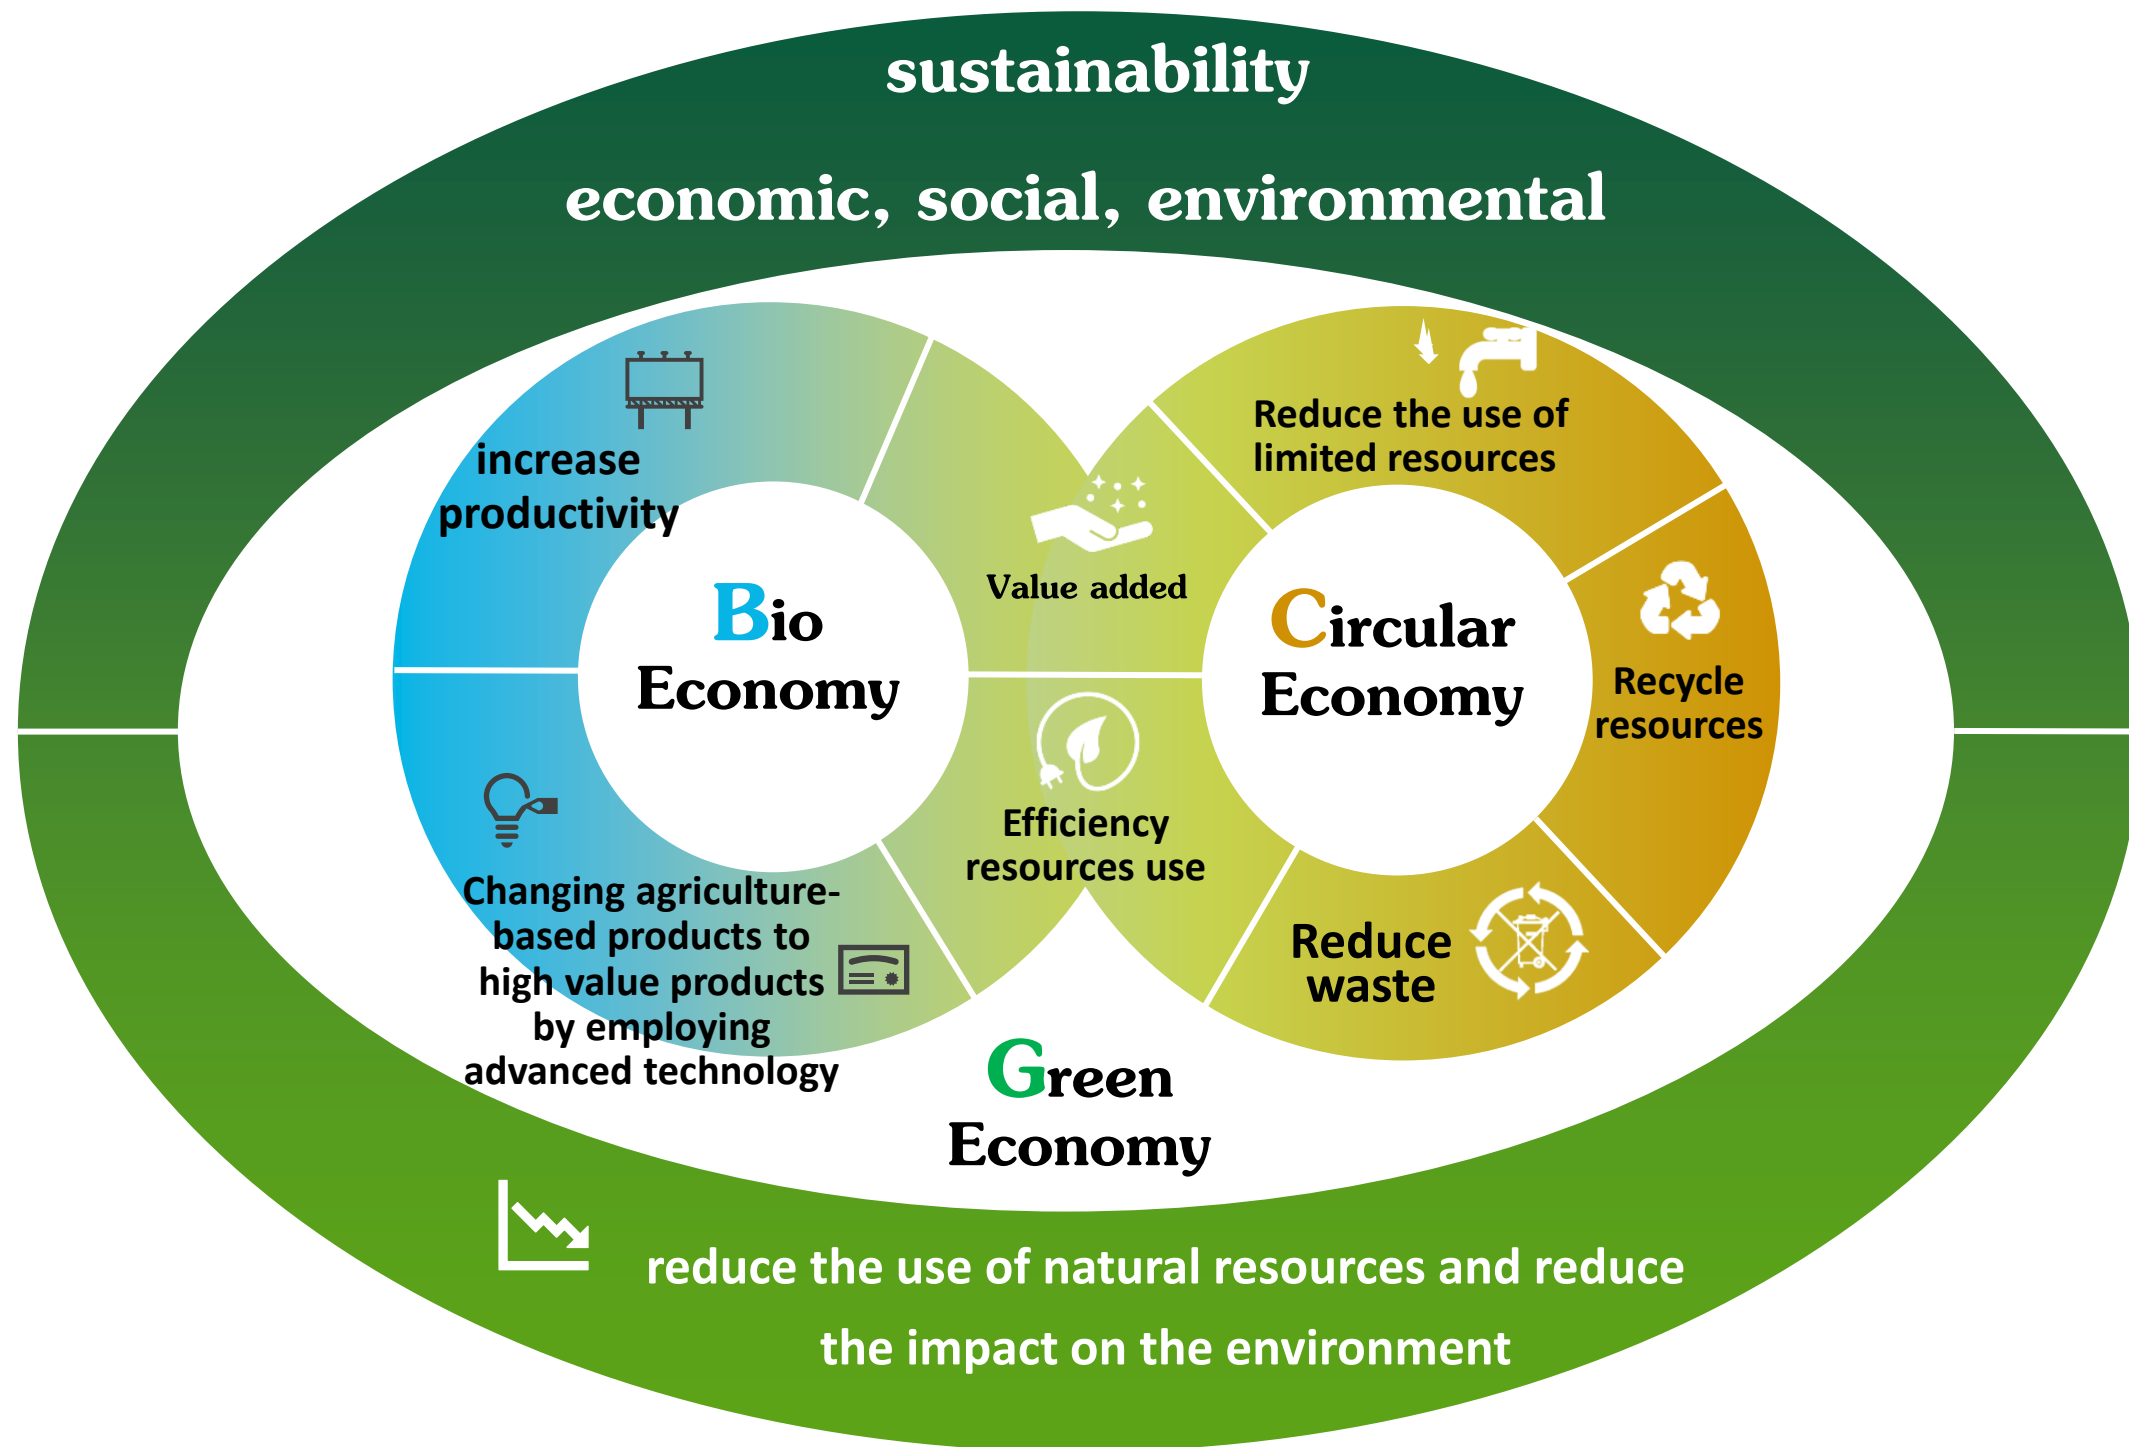 sustainability
economic, social, environmental
increase
productivity
Reduce the use of
limited resources
Value added
Bio
Economy
Circular
Economy
Recycle
resources
Efficiency
resources use
Changing agriculture-
based products to
high value products
by employing
advanced technology
Reduce
waste
Green
Economy
reduce the use of natural resources and reduce
the impact on the environment